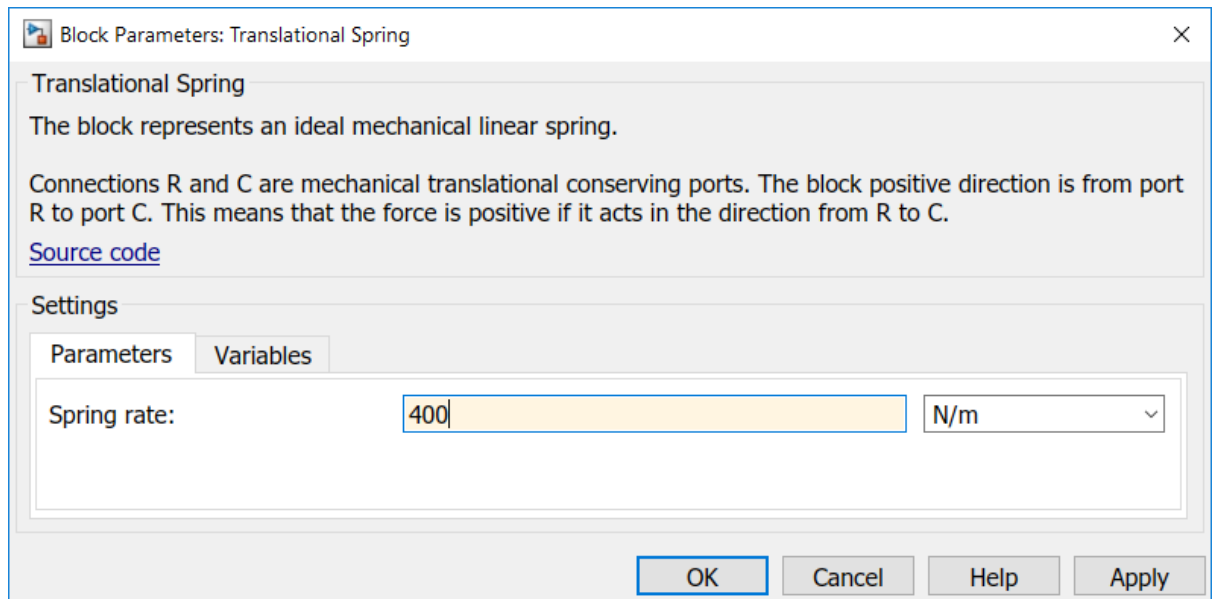 Block Parameters: Translational Spring
Translational Spring
The block represents an ideal mechanical linear spring.
Connections R and C are mechanical translational conserving ports. The block positive direction is from port
R to port C. This means that the force is positive if it acts in the direction from R to C.
Source code
Settings
Parameters Variables
Spring rate: 400 N/m
OK Cancel Help Apply